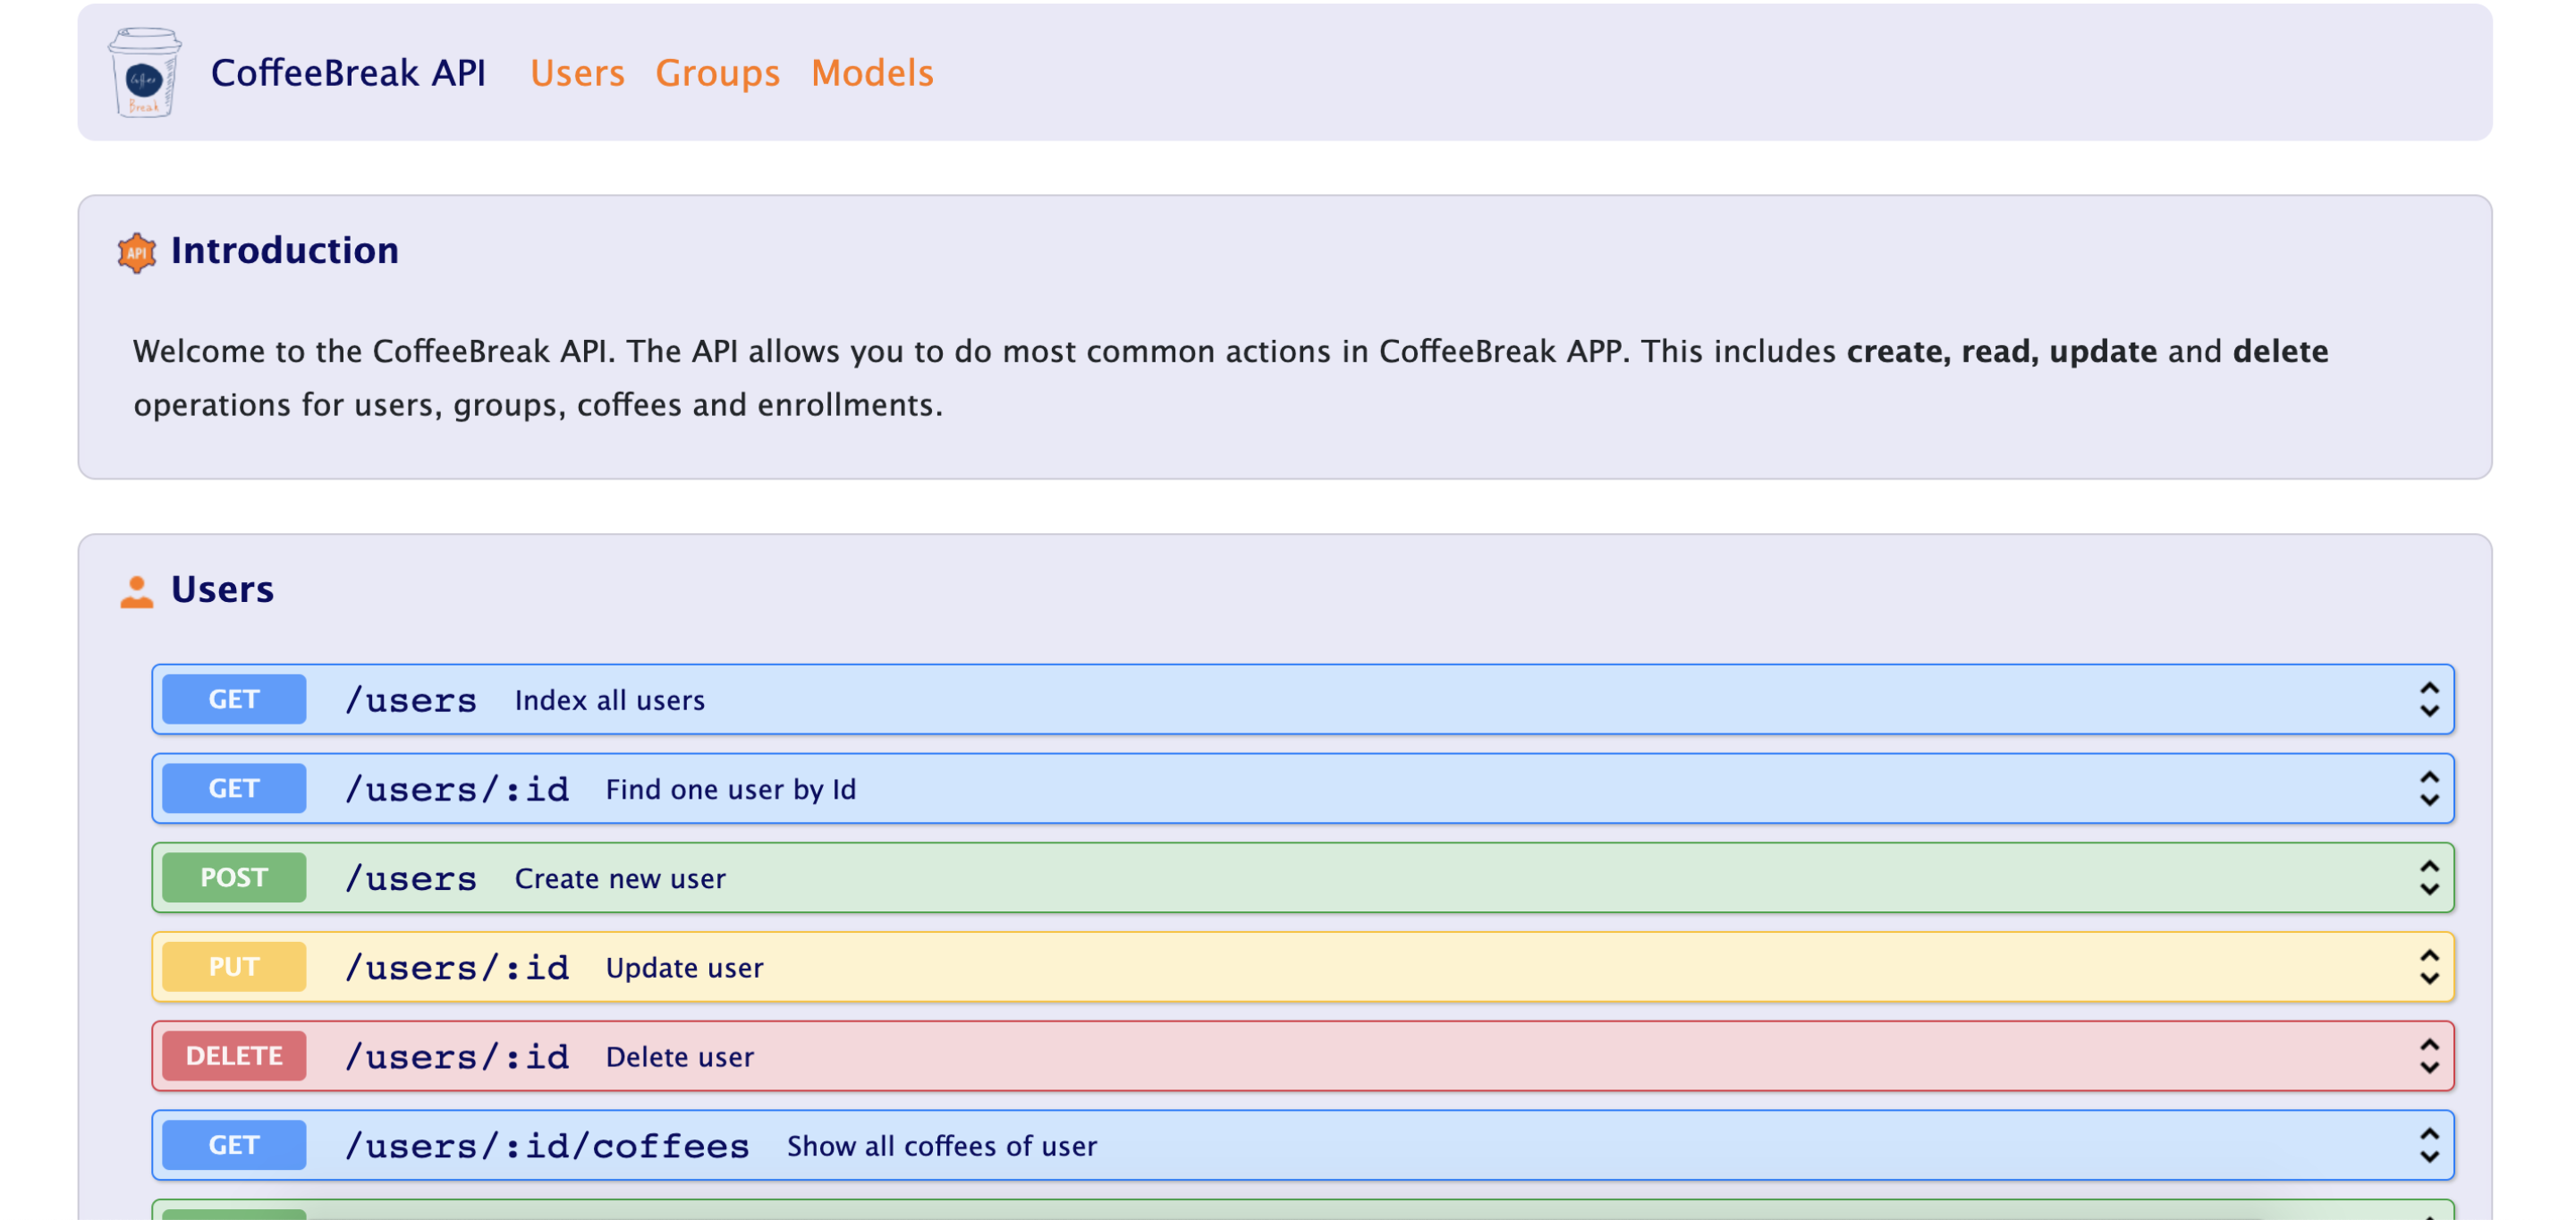 Coffee
Break
CoffeeBreak API Users Groups Models
API
Introduction
Welcome to the CoffeeBreak API. The API allows you to do most common actions in CoffeeBreak APP. This includes create, read, update and delete
operations for users, groups, coffees and enrollments.
Users
GET /users Index all users
GET /users/:id Find one user by Id
POST /users Create new user
PUT /users/:id Update user
DELETE /users/:id Delete user
GET /users/:id/coffees Show all coffees of user